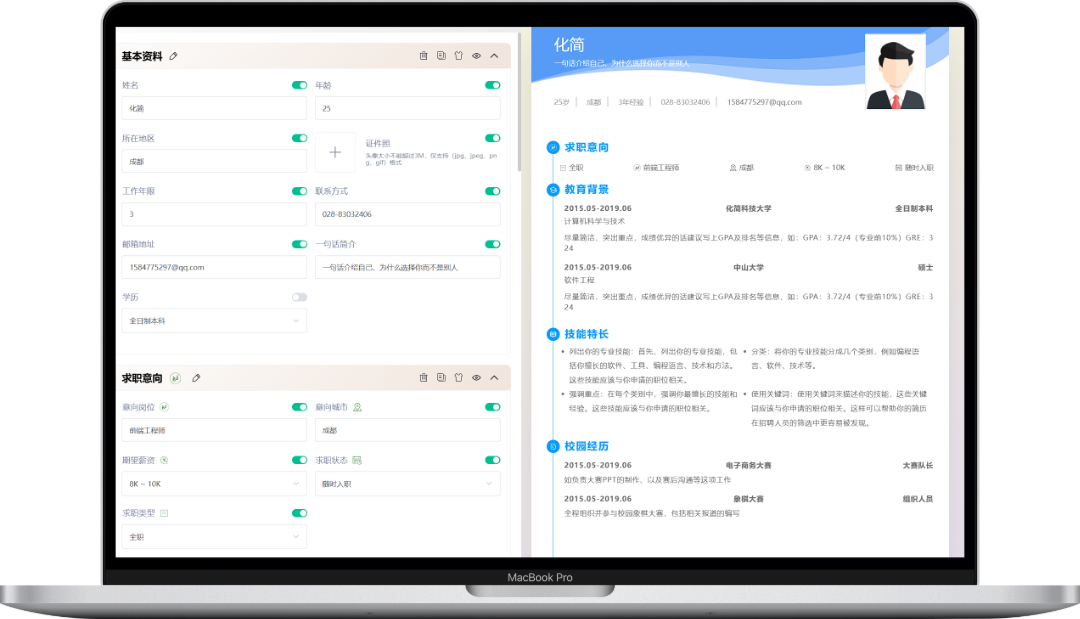 基本资料
姓名
年龄
化简
25
所在地区
证件照
成都
头像大小不能超过3M，仅支持（jpg，jpeg，pn
g，gif）格式
工作年限
联系方式
3
028-83032406
邮箱地址
一句话简介
1584775297@qq.com
一句话介绍自己，为什么选择你而不是别人
学历
全日制本科
求职意向
意向岗位
意向城市
前端工程师
成都
期望薪资
求职状态
8K ~ 10K
随时入职
求职类型
全职
化简
一句话介绍自己，为什么选择你而不是别人
25岁
成都
3年经验
028-83032406
1584775297@qq.com
求职意向
全职
前端工程师
成都
8K ~ 10K
随时入职
教育背景
2015.05-2019.06 化简科技大学 全日制本科
计算机科学与技术
尽量简洁，突出重点，成绩优异的话建议写上GPA及排名等信息，如：GPA：3.72/4（专业前10%）GRE：3
24
2015.05-2019.06 中山大学 硕士
软件工程
尽量简洁，突出重点，成绩优异的话建议写上GPA及排名等信息，如：GPA：3.72/4（专业前10%）GRE：3
24
技能特长
• 列出你的专业技能：首先，列出你的专业技能，包
括你擅长的软件、工具、编程语言、技术和方法。
这些技能应该与你申请的职位相关。
• 分类：将你的专业技能分成几个类别，例如编程语
言、软件、技术等。
• 强调重点：在每个类别中，强调你最擅长的技能和
经验。这些技能应该与你申请的职位相关。
• 使用关键词：使用关键词来描述你的技能，这些关键
词应该与你申请的职位相关。这样可以帮助你的简历
在招聘人员的筛选中更容易被发现。
校园经历
2015.05-2019.06 电子商务大赛 大赛队长
如负责大赛PPT的制作、以及赛后沟通等这项工作
2015.05-2019.06 象棋大赛 组织人员
全程组织并参与校园象棋大赛，包括相关报道的编写
MacBook Pro